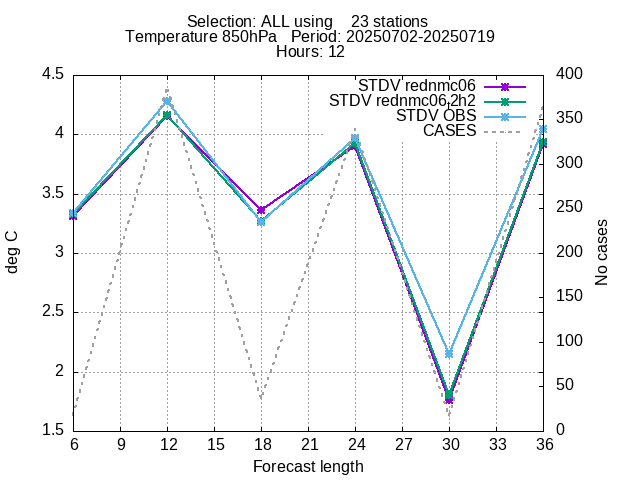 Selection: ALL using    23 stations
Temperature 850hPa   Period: 20250702-20250719
Hours: 12
4.5
4
3.5
3
2.5
2
1.5
deg C
400
350
300
250
200
150
100
50
0
No cases
STDV rednmc06
STDV rednmc06,2h2
STDV OBS
CASES
6 9 12 15 18 21 24 27 30 33 36
Forecast length